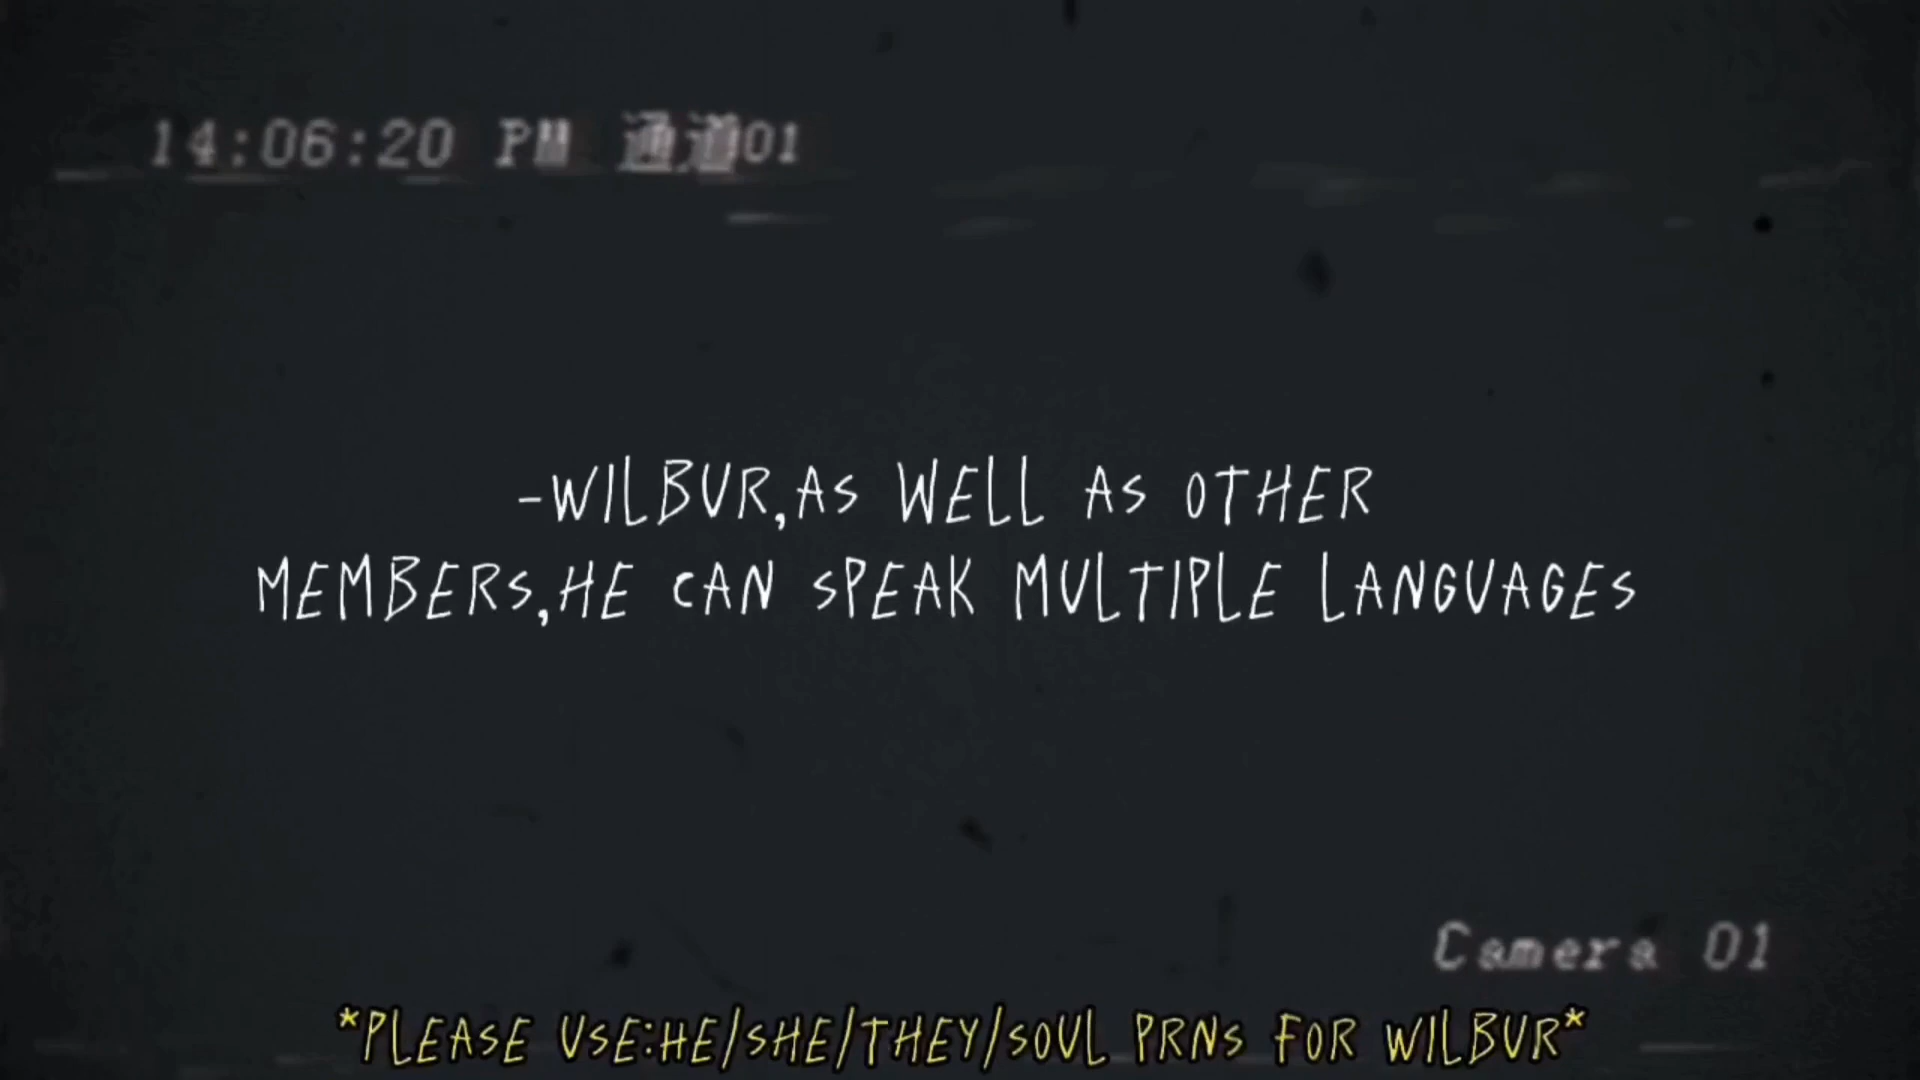 14:06:20 PM 通道01
-WILBUR,AS WELL AS OTHER
MEMBERS,HE CAN SPEAK MULTIPLE LANGUAGES
Camera 01
*PLEASE USE:HE/SHE/THEY/SOUL PRNS FOR WILBUR*